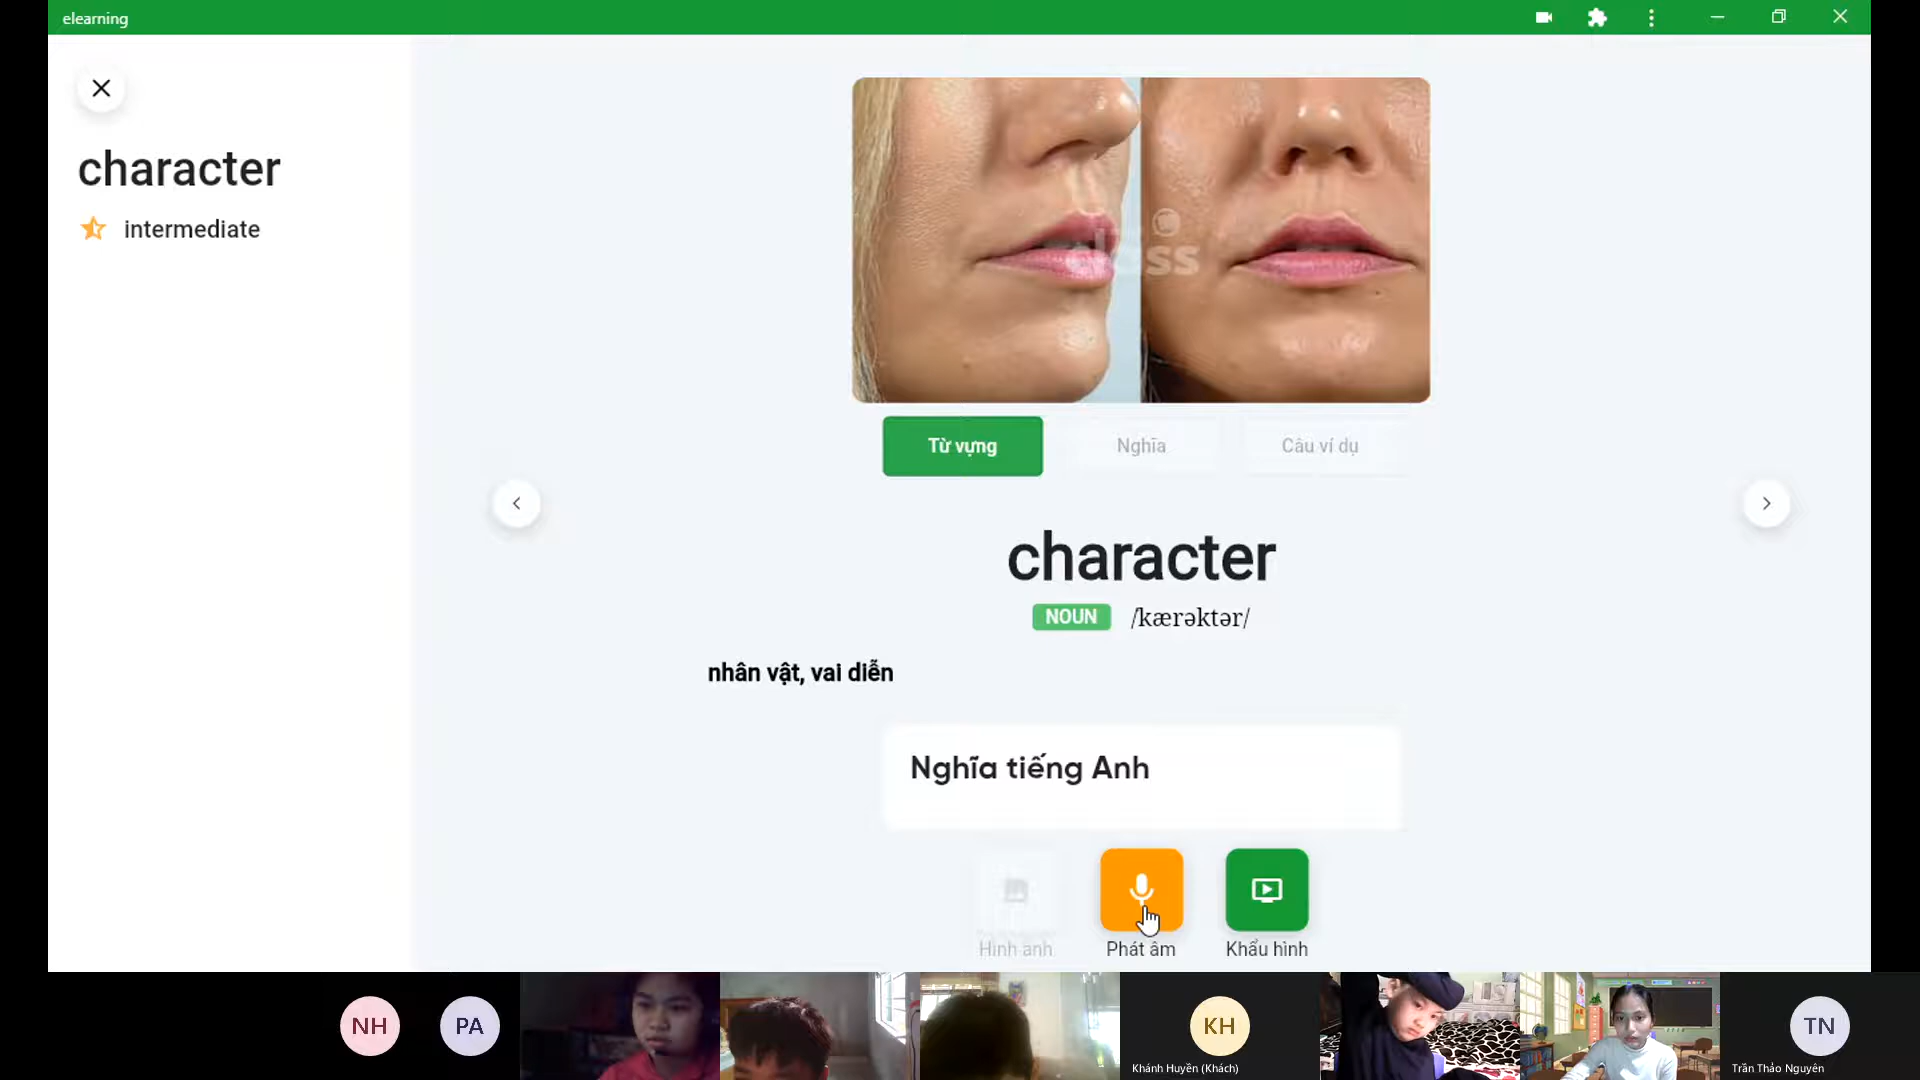 elearning
character
intermediate
class
Từ vựng
Nghĩa
Câu ví dụ
character
NOUN /kærəktər/
nhân vật, vai diễn
Nghĩa tiếng Anh
Hình ảnh
Phát âm
Khẩu hình
NH
PA
KH
TN
Khánh Huyền (Khách)
Trần Thảo Nguyên